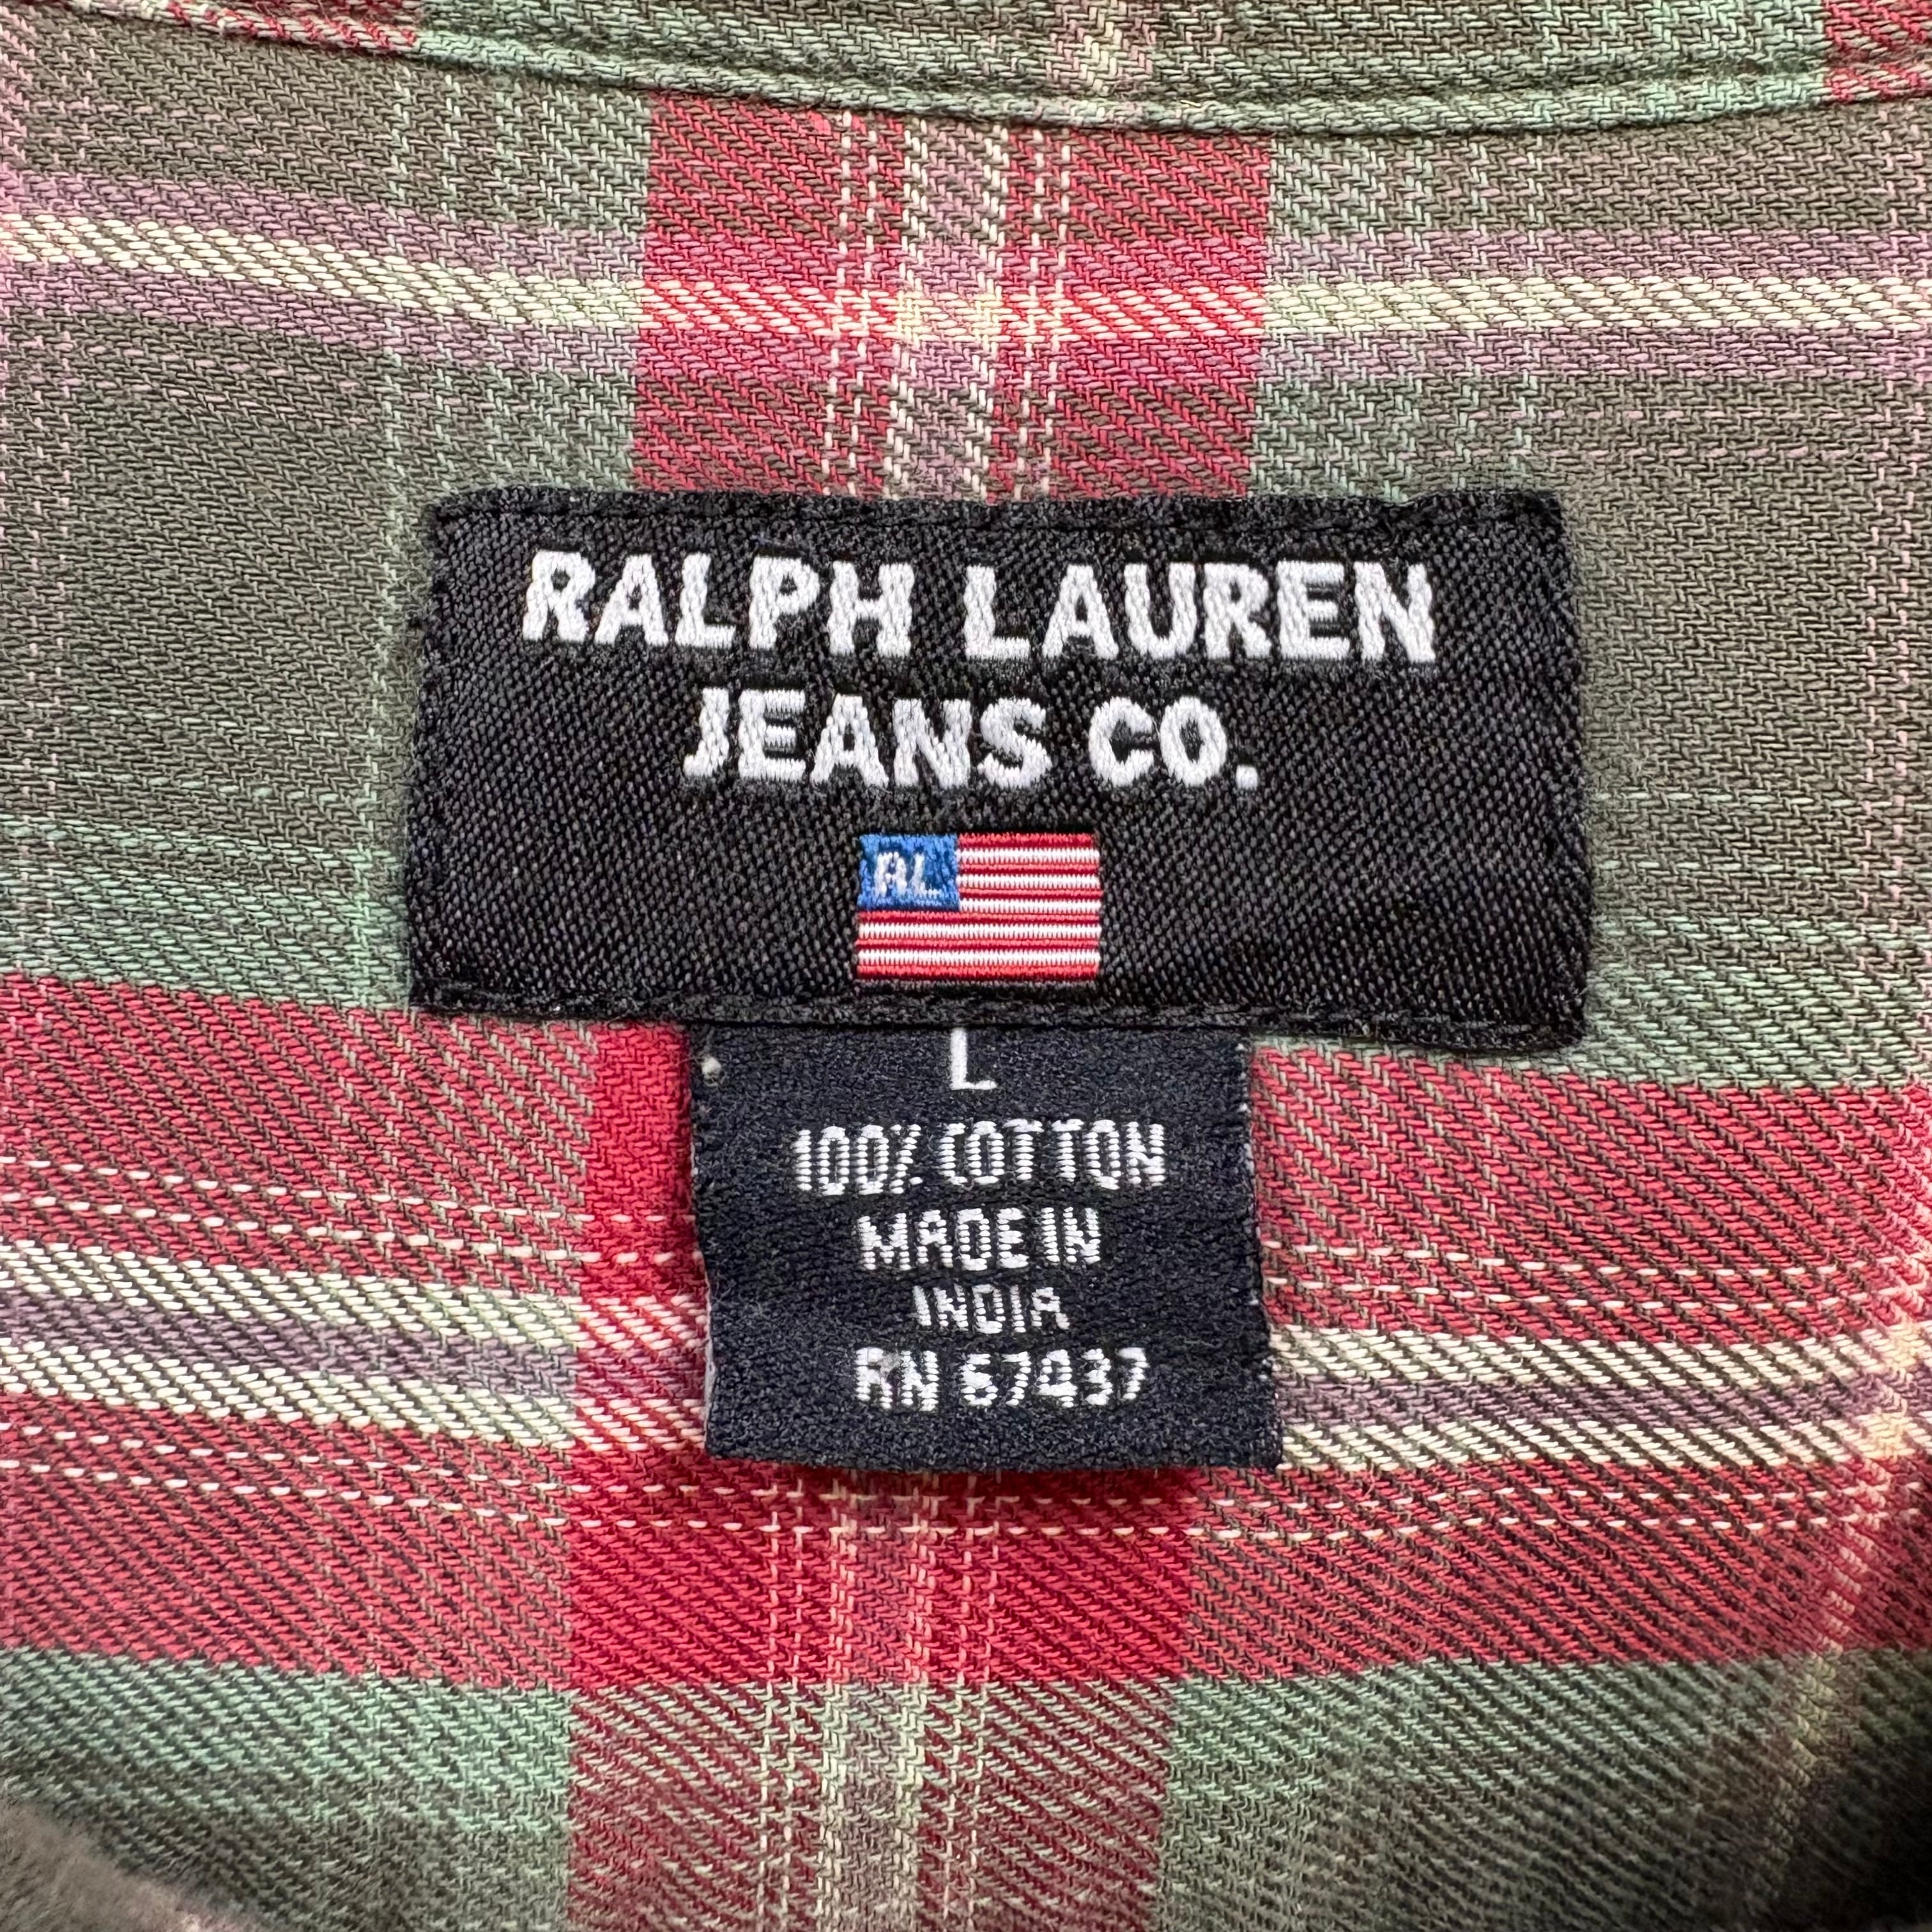 RALPH LAUREN
JEANS CO.
RL
L
100% COTTON
MADE IN
INDIA
RN 67437